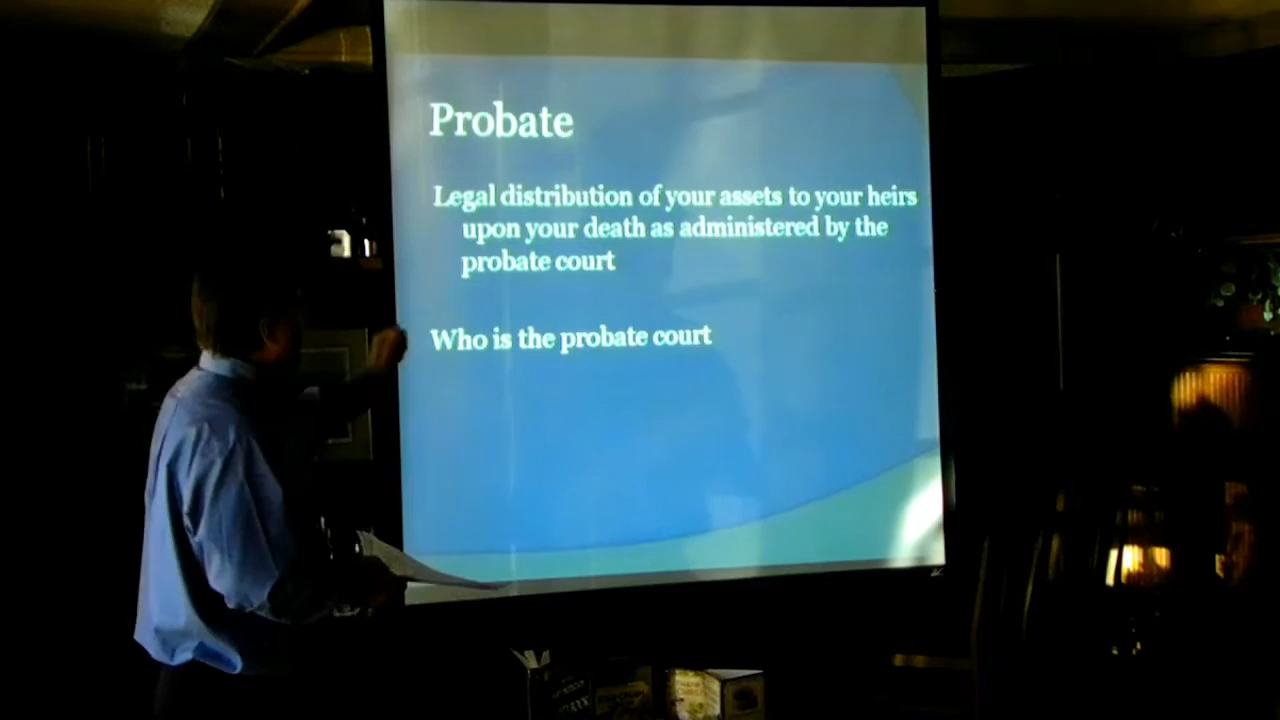 Probate
Legal distribution of your assets to your heirs
upon your death as administered by the
probate court
Who is the probate court